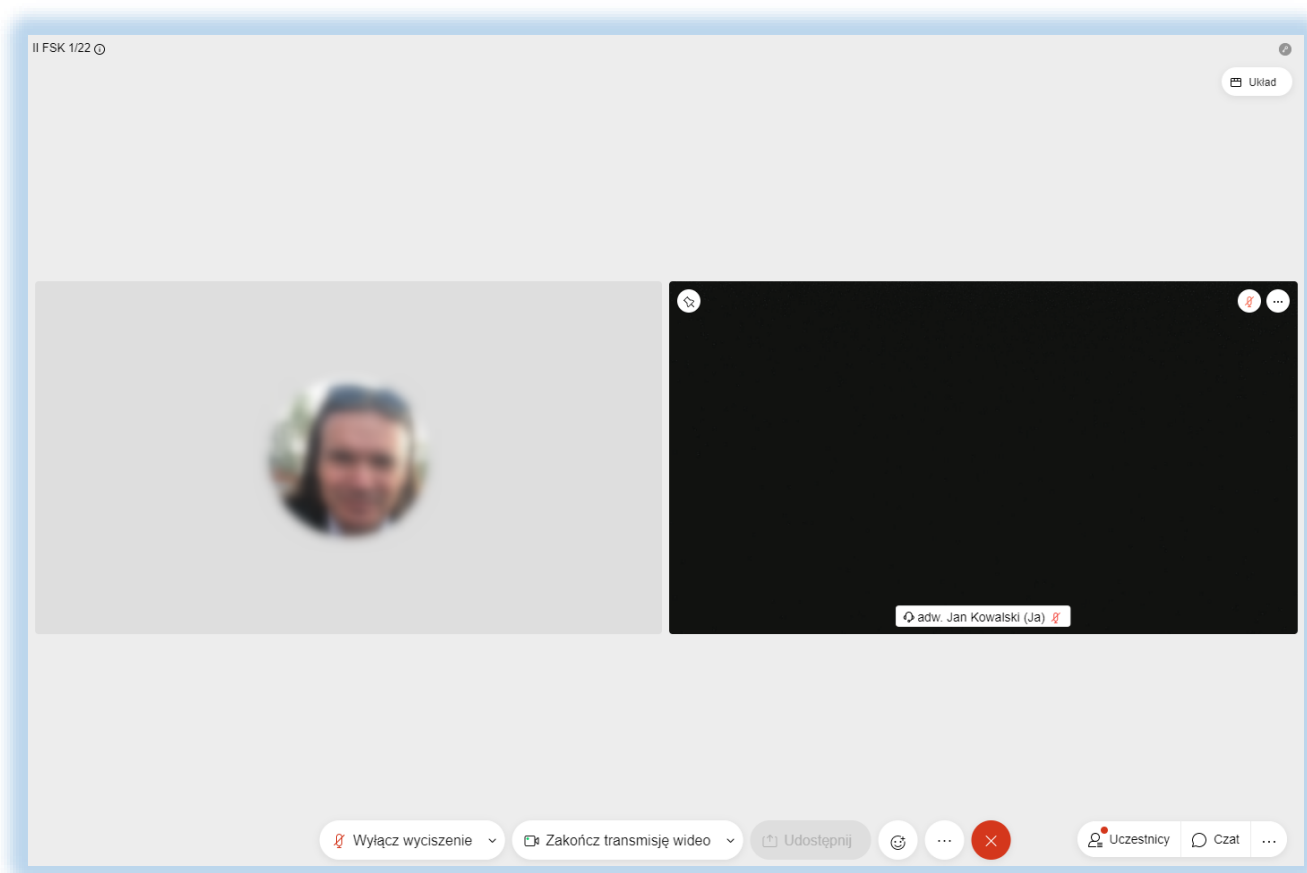 II FSK 1/22
Układ
adw. Jan Kowalski (Ja)
Wyłącz wyciszenie
Zakończ transmisję wideo
Udostępnij
Uczestnicy
Czat